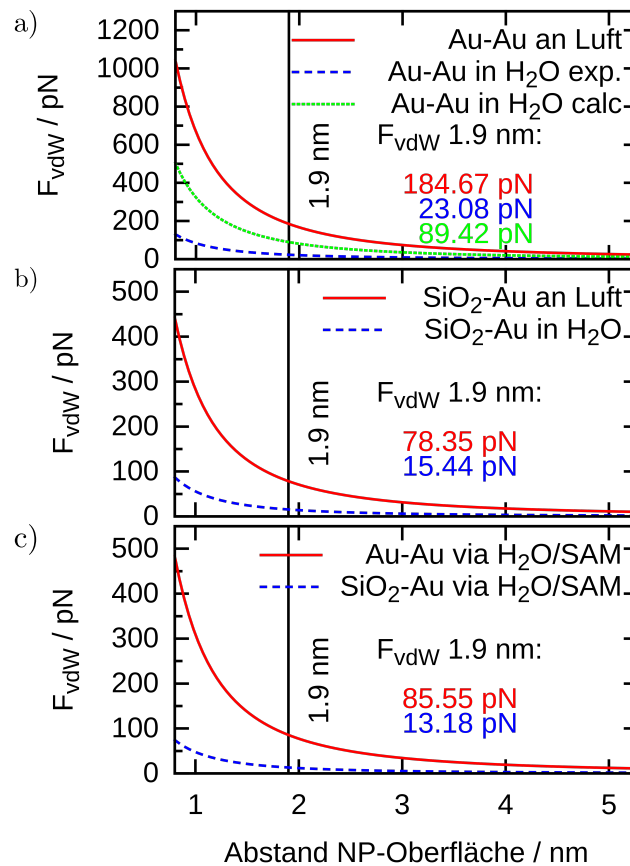 a)
F_vdW / pN
1200
1000
800
600
400
200
0
Au-Au an Luft
Au-Au in H₂O exp.
Au-Au in H₂O calc
1.9 nm
F_vdW 1.9 nm:
184.67 pN
23.08 pN
89.42 pN
b)
F_vdW / pN
500
400
300
200
100
0
SiO₂-Au an Luft
SiO₂-Au in H₂O
1.9 nm
F_vdW 1.9 nm:
78.35 pN
15.44 pN
c)
F_vdW / pN
500
400
300
200
100
0
Au-Au via H₂O/SAM
SiO₂-Au via H₂O/SAM
1.9 nm
F_vdW 1.9 nm:
85.55 pN
13.18 pN
1 2 3 4 5
Abstand NP-Oberfläche / nm